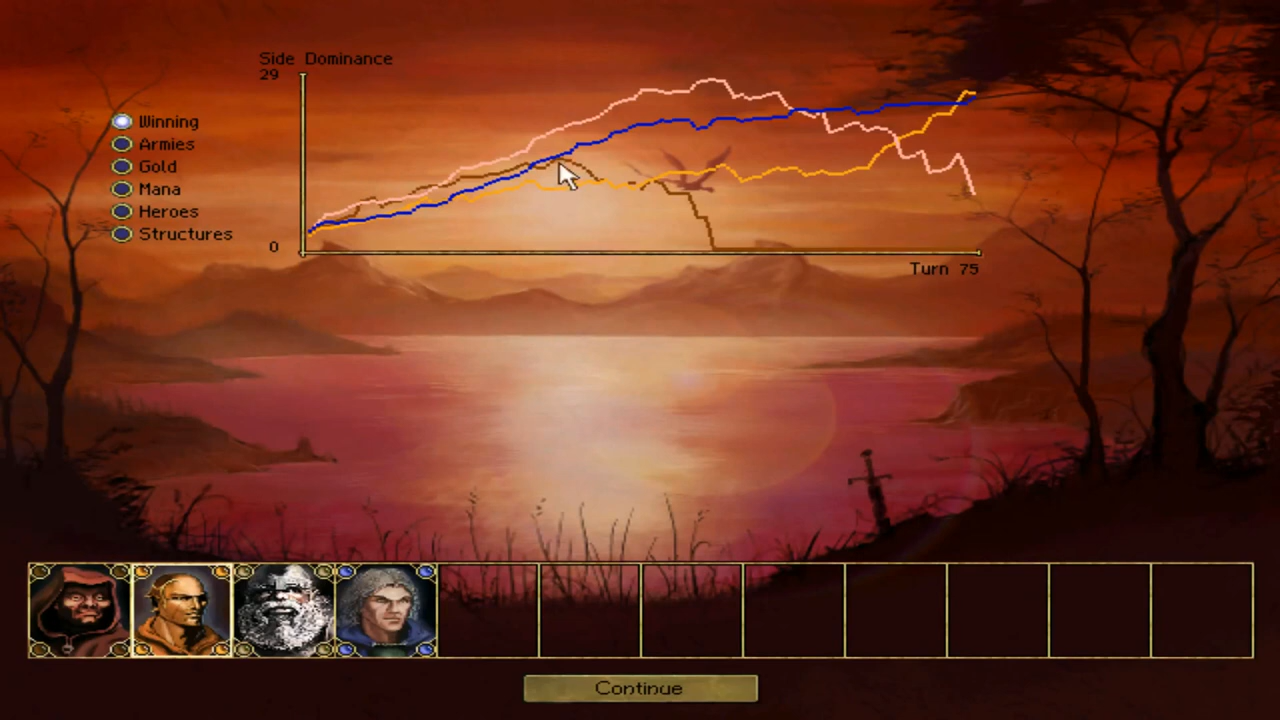 Side Dominance
29
Winning
Armies
Gold
Mana
Heroes
Structures
0
Turn 75
Continue